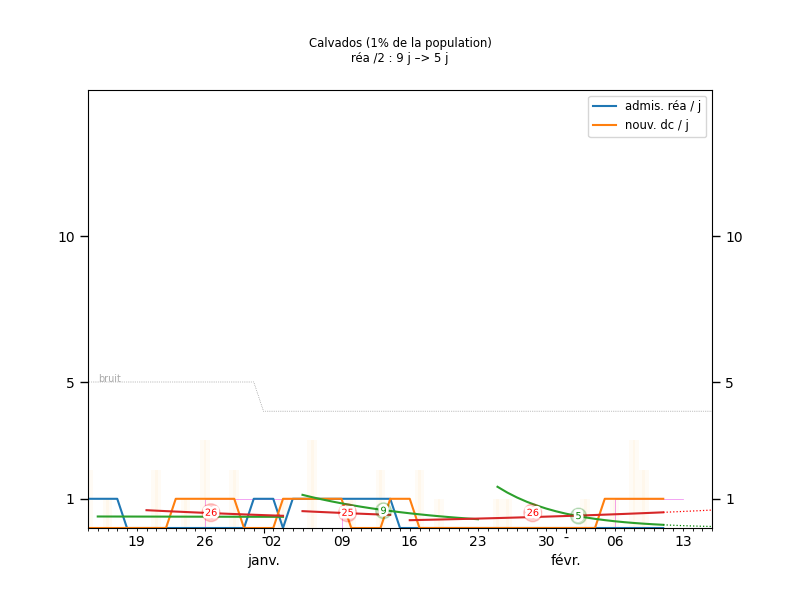 Calvados (1% de la population)
réa /2 : 9 j –> 5 j
admis. réa / j
nouv. dc / j
10 10
bruit
5 5
1 1
26 25 9 26 5
19 26 02 09 16 23 30 06 13
janv. févr.